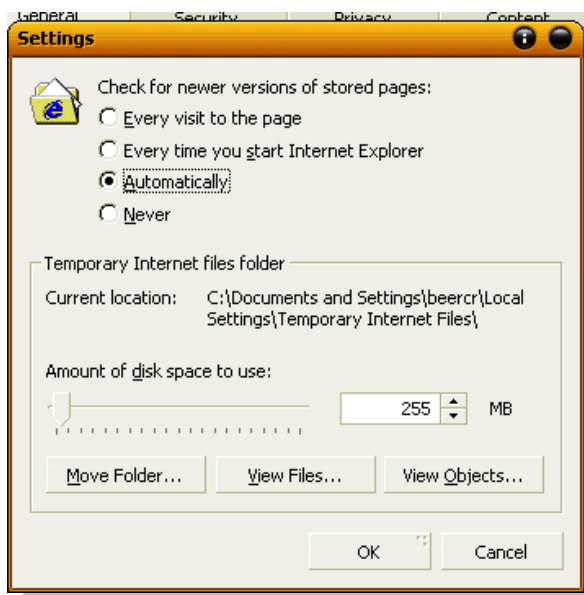 General Security Privacy Content
Settings
Check for newer versions of stored pages:
Every visit to the page
Every time you start Internet Explorer
Automatically
Never
Temporary Internet files folder
Current location: C:\Documents and Settings\beercr\Local
Settings\Temporary Internet Files\
Amount of disk space to use:
255 MB
Move Folder... View Files... View Objects...
OK Cancel